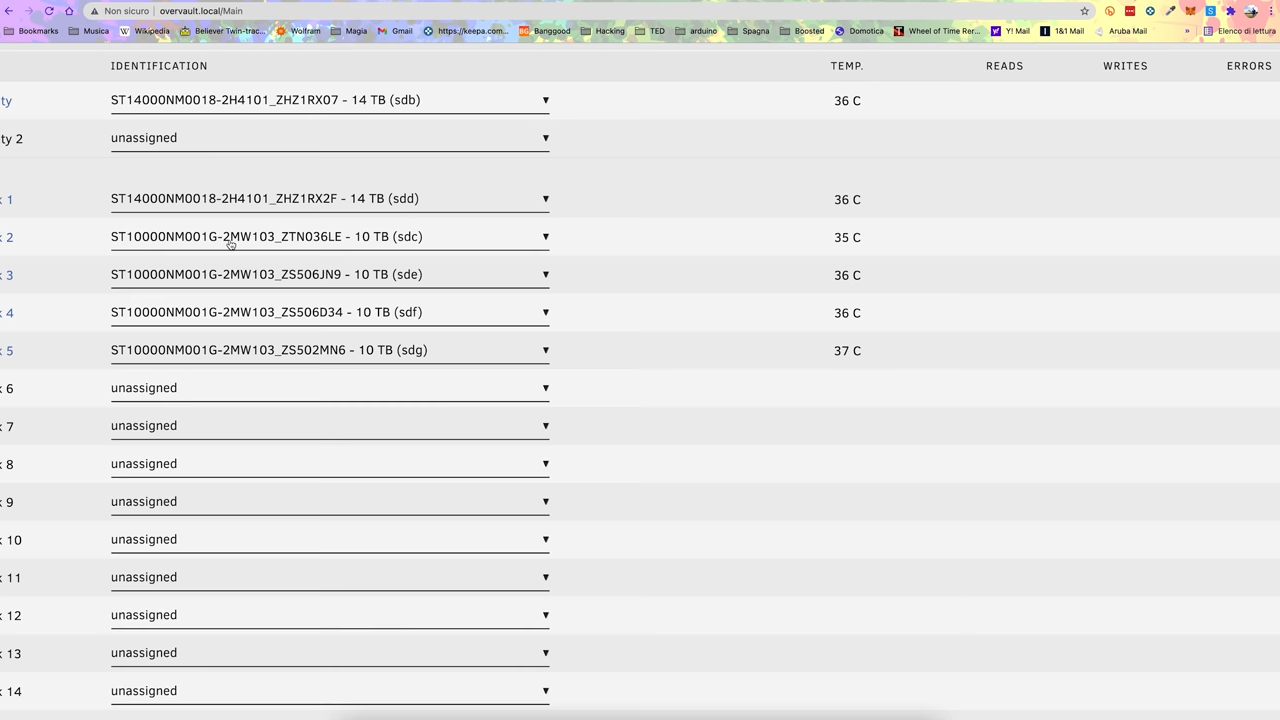 Non sicuro overvault.local/Main
Bookmarks Musica Wikipedia Believer Twin-trac... Wolfram Magia Gmail https://keepa.com... Banggood Hacking TED arduino Spagna Boosted Domotica Wheel of Time Rer... Y! Mail 1&1 Mail Aruba Mail » Elenco di lettura
IDENTIFICATION TEMP. READS WRITES ERRORS
ty ST14000NM0018-2H4101_ZHZ1RX07 - 14 TB (sdb) 36 C
ty 2 unassigned
k 1 ST14000NM0018-2H4101_ZHZ1RX2F - 14 TB (sdd) 36 C
k 2 ST10000NM001G-2MW103_ZTN036LE - 10 TB (sdc) 35 C
k 3 ST10000NM001G-2MW103_ZS506JN9 - 10 TB (sde) 36 C
k 4 ST10000NM001G-2MW103_ZS506D34 - 10 TB (sdf) 36 C
k 5 ST10000NM001G-2MW103_ZS502MN6 - 10 TB (sdg) 37 C
k 6 unassigned
k 7 unassigned
k 8 unassigned
k 9 unassigned
k 10 unassigned
k 11 unassigned
k 12 unassigned
k 13 unassigned
k 14 unassigned